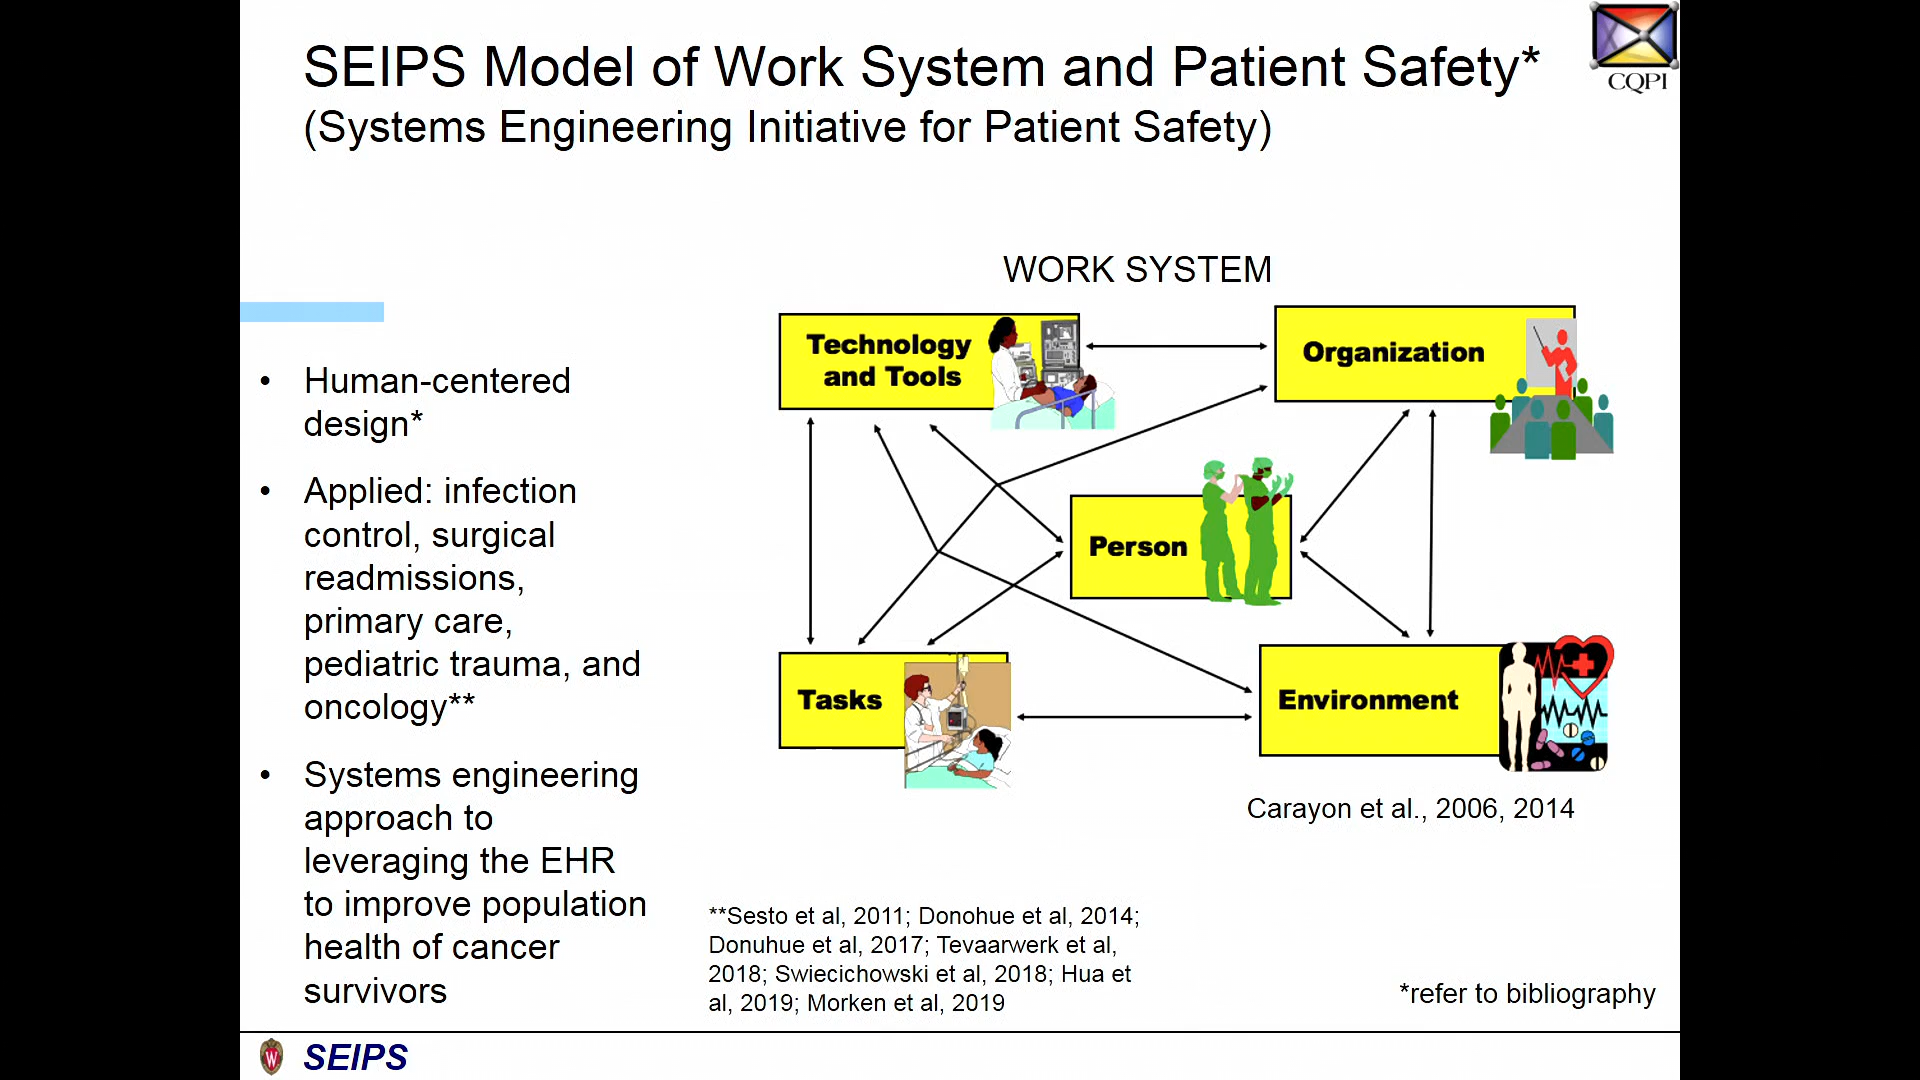 SEIPS Model of Work System and Patient Safety*
(Systems Engineering Initiative for Patient Safety)
CQPI
• Human-centered
design*
• Applied: infection
control, surgical
readmissions,
primary care,
pediatric trauma, and
oncology**
• Systems engineering
approach to
leveraging the EHR
to improve population
health of cancer
survivors
WORK SYSTEM
Technology
and Tools
Organization
Person
Tasks
Environment
Carayon et al., 2006, 2014
**Sesto et al, 2011; Donohue et al, 2014;
Donuhue et al, 2017; Tevaarwerk et al,
2018; Swiecichowski et al, 2018; Hua et
al, 2019; Morken et al, 2019
*refer to bibliography
W
SEIPS